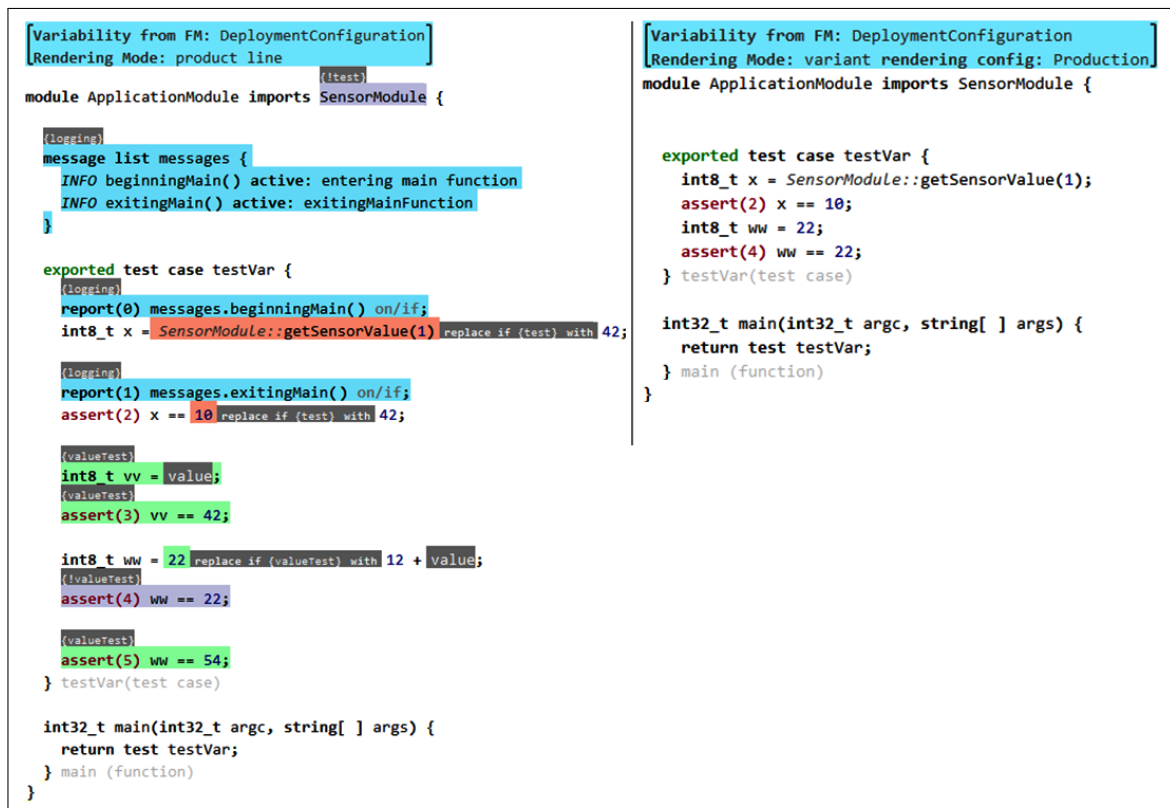 Variability from FM: DeploymentConfiguration
Rendering Mode: product line
{!test}
module ApplicationModule imports SensorModule {
{logging}
message list messages {
INFO beginningMain() active: entering main function
INFO exitingMain() active: exitingMainFunction
}
exported test case testVar {
{logging}
report(0) messages.beginningMain() on/if;
int8_t x = SensorModule::getSensorValue(1) replace if {test} with 42;
{logging}
report(1) messages.exitingMain() on/if;
assert(2) x == 10 replace if {test} with 42;
{valueTest}
int8_t vv = value;
{valueTest}
assert(3) vv == 42;
int8_t ww = 22 replace if {valueTest} with 12 + value;
{!valueTest}
assert(4) ww == 22;
{valueTest}
assert(5) ww == 54;
} testVar(test case)
int32_t main(int32_t argc, string[ ] args) {
return test testVar;
} main (function)
}
Variability from FM: DeploymentConfiguration
Rendering Mode: variant rendering config: Production
module ApplicationModule imports SensorModule {
exported test case testVar {
int8_t x = SensorModule::getSensorValue(1);
assert(2) x == 10;
int8_t ww = 22;
assert(4) ww == 22;
} testVar(test case)
int32_t main(int32_t argc, string[ ] args) {
return test testVar;
} main (function)
}